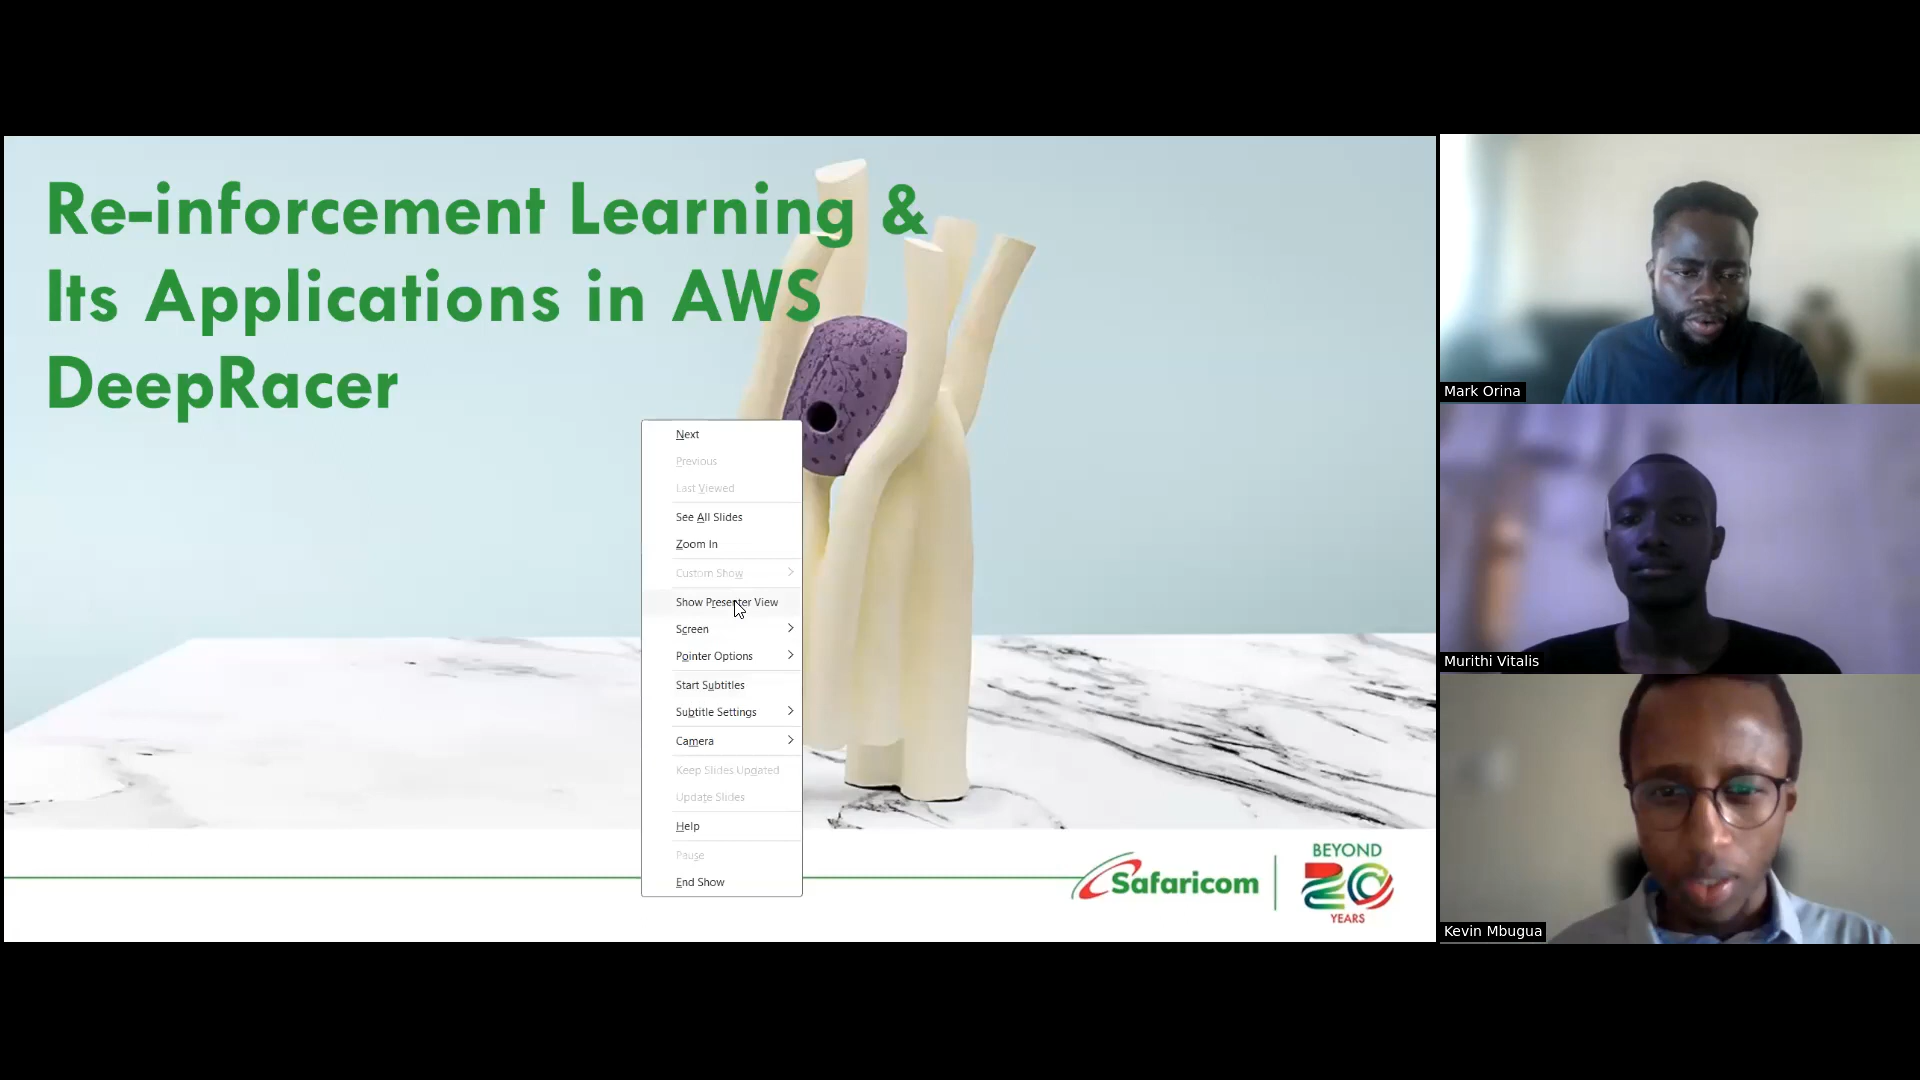 Re-inforcement Learning &
Its Applications in AWS
DeepRacer
Next
Previous
Last Viewed
See All Slides
Zoom In
Custom Show
Show Presenter View
Screen
Pointer Options
Start Subtitles
Subtitle Settings
Camera
Keep Slides Updated
Update Slides
Help
Pause
End Show
Safaricom
BEYOND
20
YEARS
Mark Orina
Murithi Vitalis
Kevin Mbugua